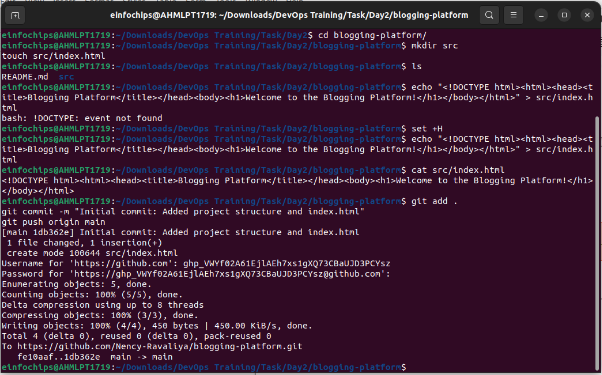 einfochips@AHMLPT1719: ~/Downloads/DevOps Training/Task/Day2/blogging-platform
einfochips@AHMLPT1719:~/Downloads/DevOps Training/Task/Day2$ cd blogging-platform/
einfochips@AHMLPT1719:~/Downloads/DevOps Training/Task/Day2/blogging-platform$ mkdir src
touch src/index.html
einfochips@AHMLPT1719:~/Downloads/DevOps Training/Task/Day2/blogging-platform$ ls
README.md src
einfochips@AHMLPT1719:~/Downloads/DevOps Training/Task/Day2/blogging-platform$ echo "<!DOCTYPE html><html><head><t
itle>Blogging Platform</title></head><body><h1>Welcome to the Blogging Platform!</h1></body></html>" > src/index.h
tml
bash: !DOCTYPE: event not found
einfochips@AHMLPT1719:~/Downloads/DevOps Training/Task/Day2/blogging-platform$ set +H
einfochips@AHMLPT1719:~/Downloads/DevOps Training/Task/Day2/blogging-platform$ echo "<!DOCTYPE html><html><head><t
itle>Blogging Platform</title></head><body><h1>Welcome to the Blogging Platform!</h1></body></html>" > src/index.h
tml
einfochips@AHMLPT1719:~/Downloads/DevOps Training/Task/Day2/blogging-platform$ cat src/index.html
<!DOCTYPE html><html><head><title>Blogging Platform</title></head><body><h1>Welcome to the Blogging Platform!</h1>
</body></html>
einfochips@AHMLPT1719:~/Downloads/DevOps Training/Task/Day2/blogging-platform$ git add .
git commit -m "Initial commit: Added project structure and index.html"
git push origin main
[main 1db362e] Initial commit: Added project structure and index.html
1 file changed, 1 insertion(+)
create mode 100644 src/index.html
Username for 'https://github.com':
Password for
Enumerating objects: 5, done.
Counting objects: 100% (5/5), done.
Delta compression using up to 8 threads
Compressing objects: 100% (3/3), done.
Writing objects: 100% (4/4), 450 bytes | 450.00 KiB/s, done.
Total 4 (delta 0), reused 0 (delta 0), pack-reused 0
To https://github.com/Nency-Ravaliya/blogging-platform.git
fe10aaf..1db362e main -> main
einfochips@AHMLPT1719:~/Downloads/DevOps Training/Task/Day2/blogging-platform$